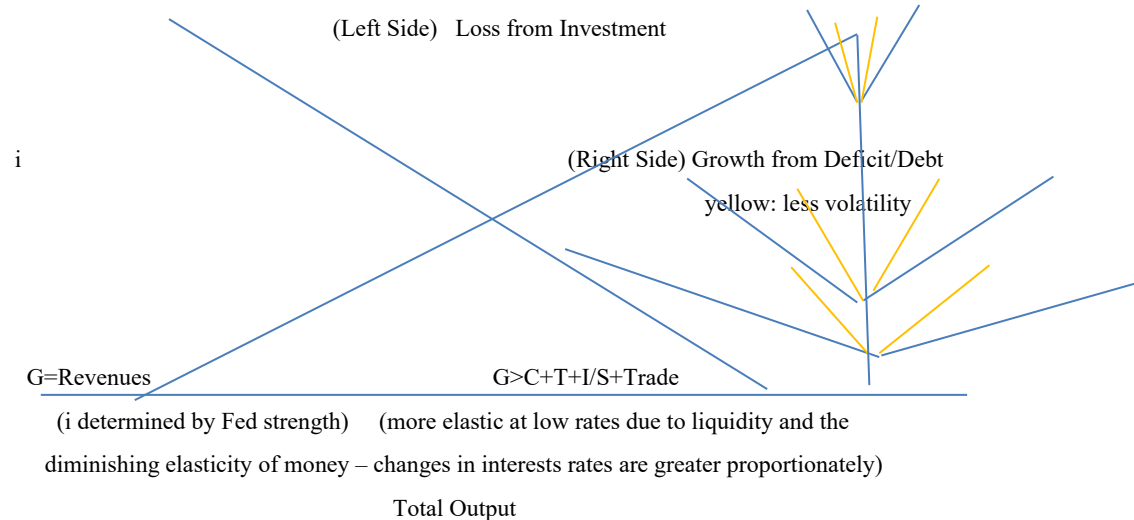 (Left Side)   Loss from Investment
i
(Right Side) Growth from Deficit/Debt
yellow: less volatility
G=Revenues
G>C+T+I/S+Trade
(i determined by Fed strength)     (more elastic at low rates due to liquidity and the
diminishing elasticity of money – changes in interests rates are greater proportionately)
Total Output